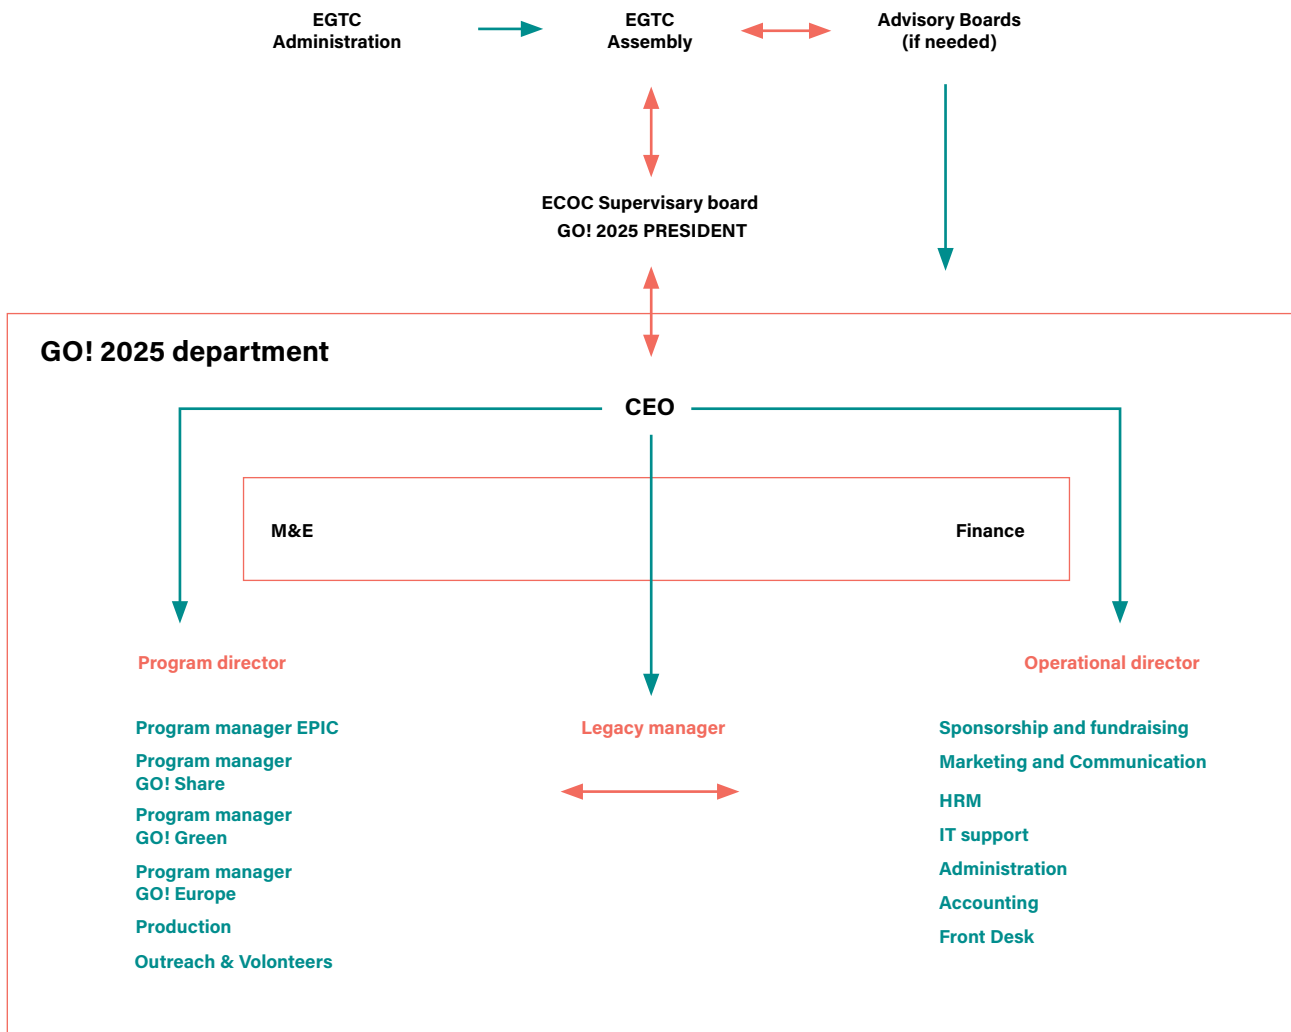 EGTC
Administration
EGTC
Assembly
Advisory Boards
(if needed)
ECOC Supervisary board
GO! 2025 PRESIDENT
GO! 2025 department
CEO
M&E
Finance
Program director
Program manager EPIC
Program manager
GO! Share
Program manager
GO! Green
Program manager
GO! Europe
Production
Outreach & Volonteers
Legacy manager
Operational director
Sponsorship and fundraising
Marketing and Communication
HRM
IT support
Administration
Accounting
Front Desk